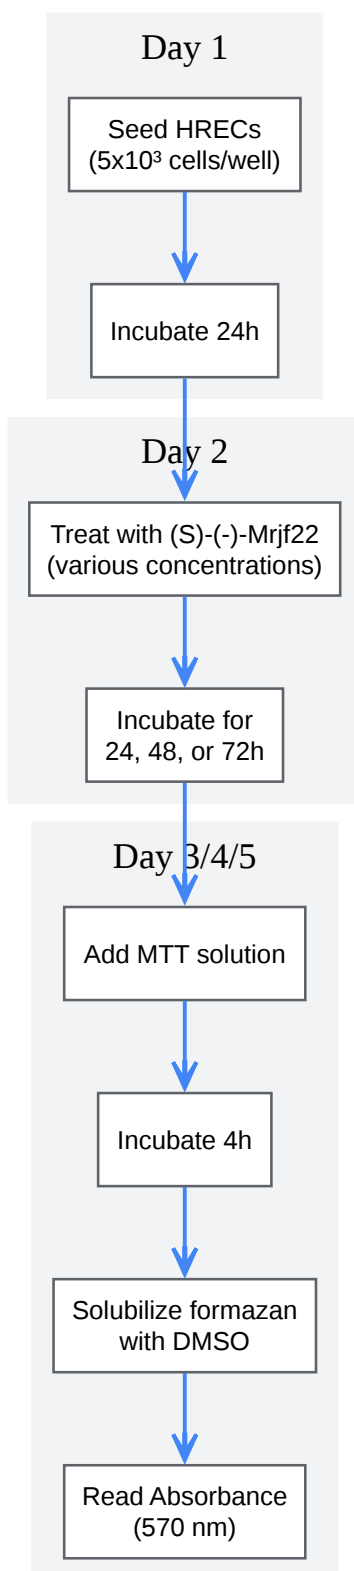 Day 1
Seed HRECs
(5x10³ cells/well)
Incubate 24h
Day 2
Treat with (S)-(-)-Mrjf22
(various concentrations)
Incubate for
24, 48, or 72h
Day 3/4/5
Add MTT solution
Incubate 4h
Solubilize formazan
with DMSO
Read Absorbance
(570 nm)